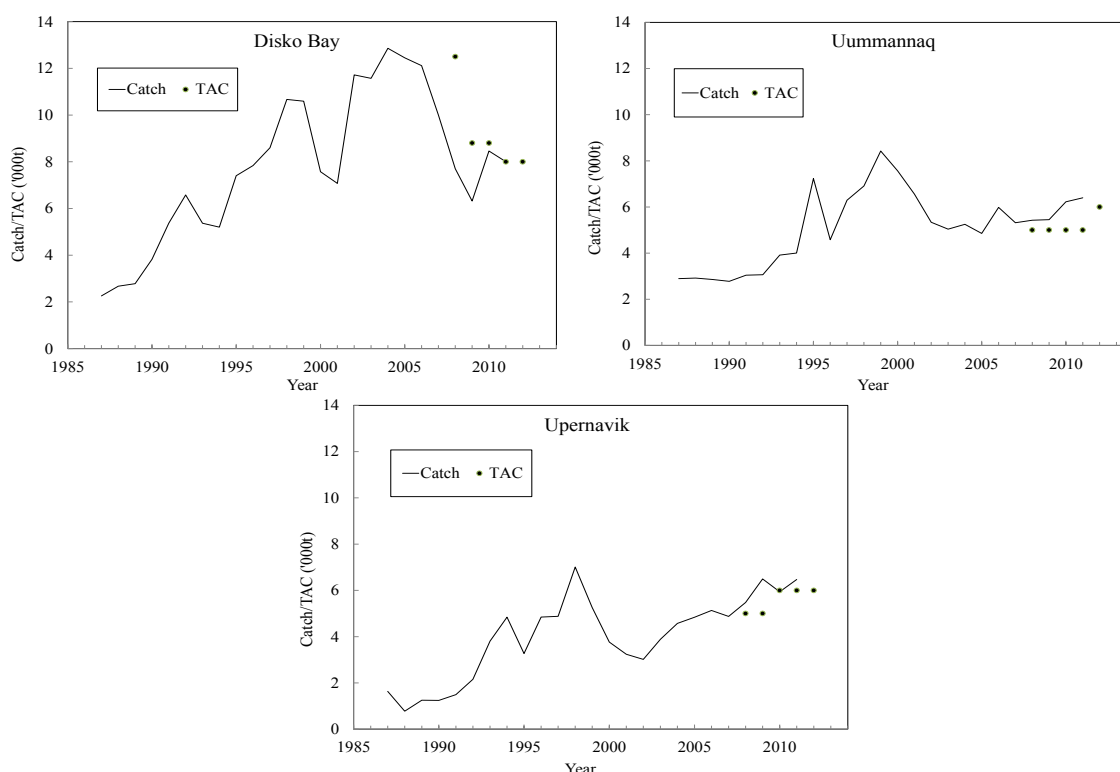 Disko Bay
Catch TAC
Catch/TAC ('000t)
14
12
10
8
6
4
2
0
1985 1990 1995 2000 2005 2010
Year
Uummannaq
Catch TAC
Catch/TAC ('000t)
14
12
10
8
6
4
2
0
1985 1990 1995 2000 2005 2010
Year
Upernavik
Catch TAC
Catch/TAC ('000t)
14
12
10
8
6
4
2
0
1985 1990 1995 2000 2005 2010
Year